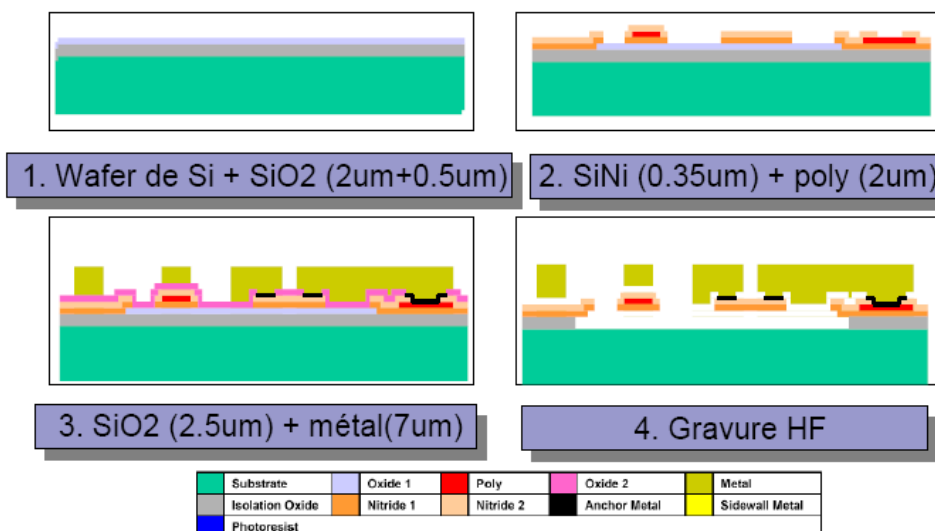 1. Wafer de Si + SiO2 (2um+0.5um)
2. SiNi (0.35um) + poly (2um)
3. SiO2 (2.5um) + métal(7um)
4. Gravure HF
Substrate Oxide 1 Poly Oxide 2 Metal
Isolation Oxide Nitride 1 Nitride 2 Anchor Metal Sidewall Metal
Photoresist